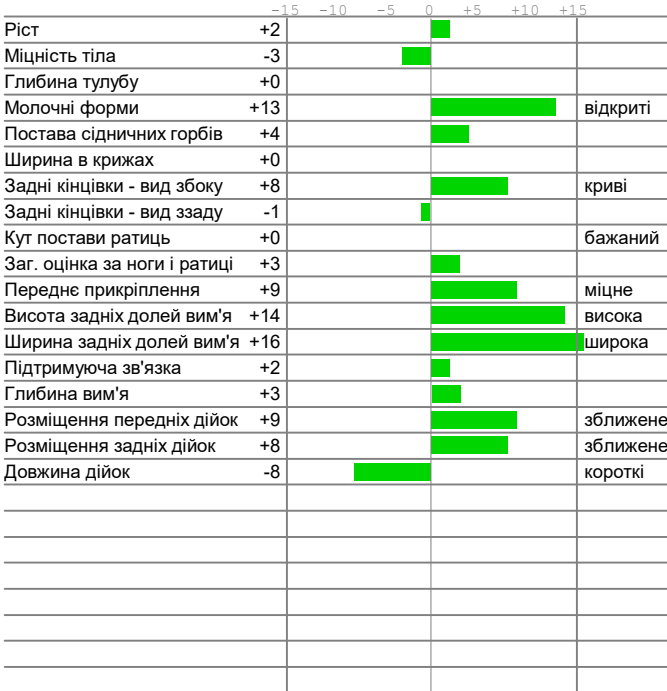 -15 -10 -5 0 +5 +10 +15
Ріст +2
Міцність тіла -3
Глибина тулубу +0
Молочні форми +13 відкриті
Постава сідничних горбів +4
Ширина в крижах +0
Задні кінцівки - вид збоку +8 криві
Задні кінцівки - вид ззаду -1
Кут постави ратиць +0 бажаний
Заг. оцінка за ноги і ратиці +3
Переднє прикріплення +9 міцне
Висота задніх долей вим'я +14 висока
Ширина задніх долей вим'я +16 широка
Підтримуюча зв'язка +2
Глибина вим'я +3
Розміщення передніх дійок +9 зближене
Розміщення задніх дійок +8 зближене
Довжина дійок -8 короткі